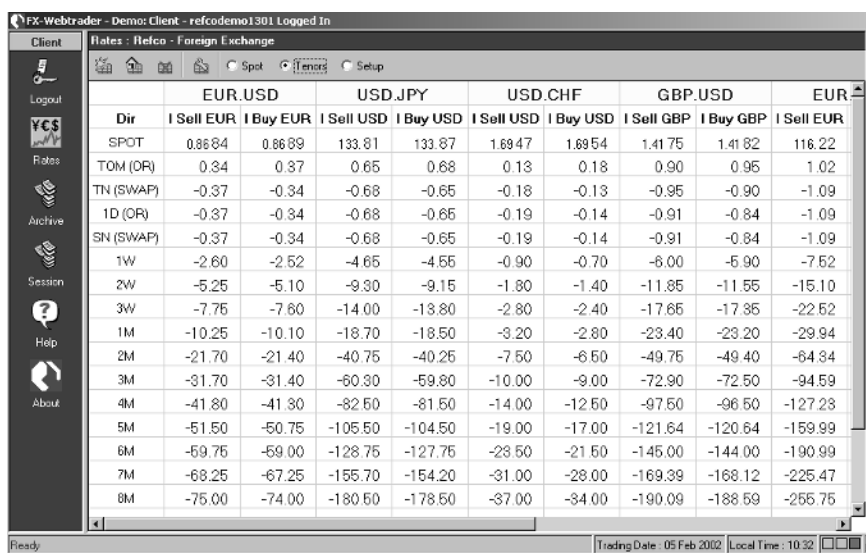 FX-Webtrader - Demo: Client - refcodemo1301 Logged In
Client
Rates : Refco - Foreign Exchange
Spot Tenors Setup
Logout
¥€$
Rates
Archive
Session
?
Help
About
EUR.USD USD.JPY USD.CHF GBP.USD EUR.
Dir I Sell EUR I Buy EUR I Sell USD I Buy USD I Sell USD I Buy USD I Sell GBP I Buy GBP I Sell EUR
SPOT 0.8684 0.8689 133.81 133.87 1.6947 1.6954 1.4175 1.4182 116.22
TOM (OR) 0.34 0.37 0.65 0.68 0.13 0.18 0.90 0.95 1.02
TN (SWAP) -0.37 -0.34 -0.68 -0.65 -0.18 -0.13 -0.95 -0.90 -1.09
1D (OR) -0.37 -0.34 -0.68 -0.65 -0.19 -0.14 -0.91 -0.84 -1.09
SN (SWAP) -0.37 -0.34 -0.68 -0.65 -0.19 -0.14 -0.91 -0.84 -1.09
1W -2.60 -2.52 -4.65 -4.55 -0.90 -0.70 -6.00 -5.90 -7.52
2W -5.25 -5.10 -9.30 -9.15 -1.80 -1.40 -11.85 -11.55 -15.10
3W -7.75 -7.60 -14.00 -13.80 -2.80 -2.40 -17.65 -17.35 -22.52
1M -10.25 -10.10 -18.70 -18.50 -3.20 -2.80 -23.40 -23.20 -29.94
2M -21.70 -21.40 -40.75 -40.25 -7.50 -6.50 -49.75 -49.40 -64.34
3M -31.70 -31.40 -60.30 -59.80 -10.00 -9.00 -72.90 -72.50 -94.59
4M -41.80 -41.30 -82.50 -81.50 -14.00 -12.50 -97.50 -96.50 -127.23
5M -51.50 -50.75 -105.50 -104.50 -19.00 -17.00 -121.64 -120.64 -159.99
6M -59.75 -59.00 -128.75 -127.75 -23.50 -21.50 -145.00 -144.00 -190.99
7M -68.25 -67.25 -155.70 -154.20 -31.00 -28.00 -169.39 -168.12 -225.47
8M -75.00 -74.00 -180.50 -178.50 -37.00 -34.00 -190.09 -188.59 -255.75
Ready Trading Date : 05 Feb 2002 Local Time : 10:32